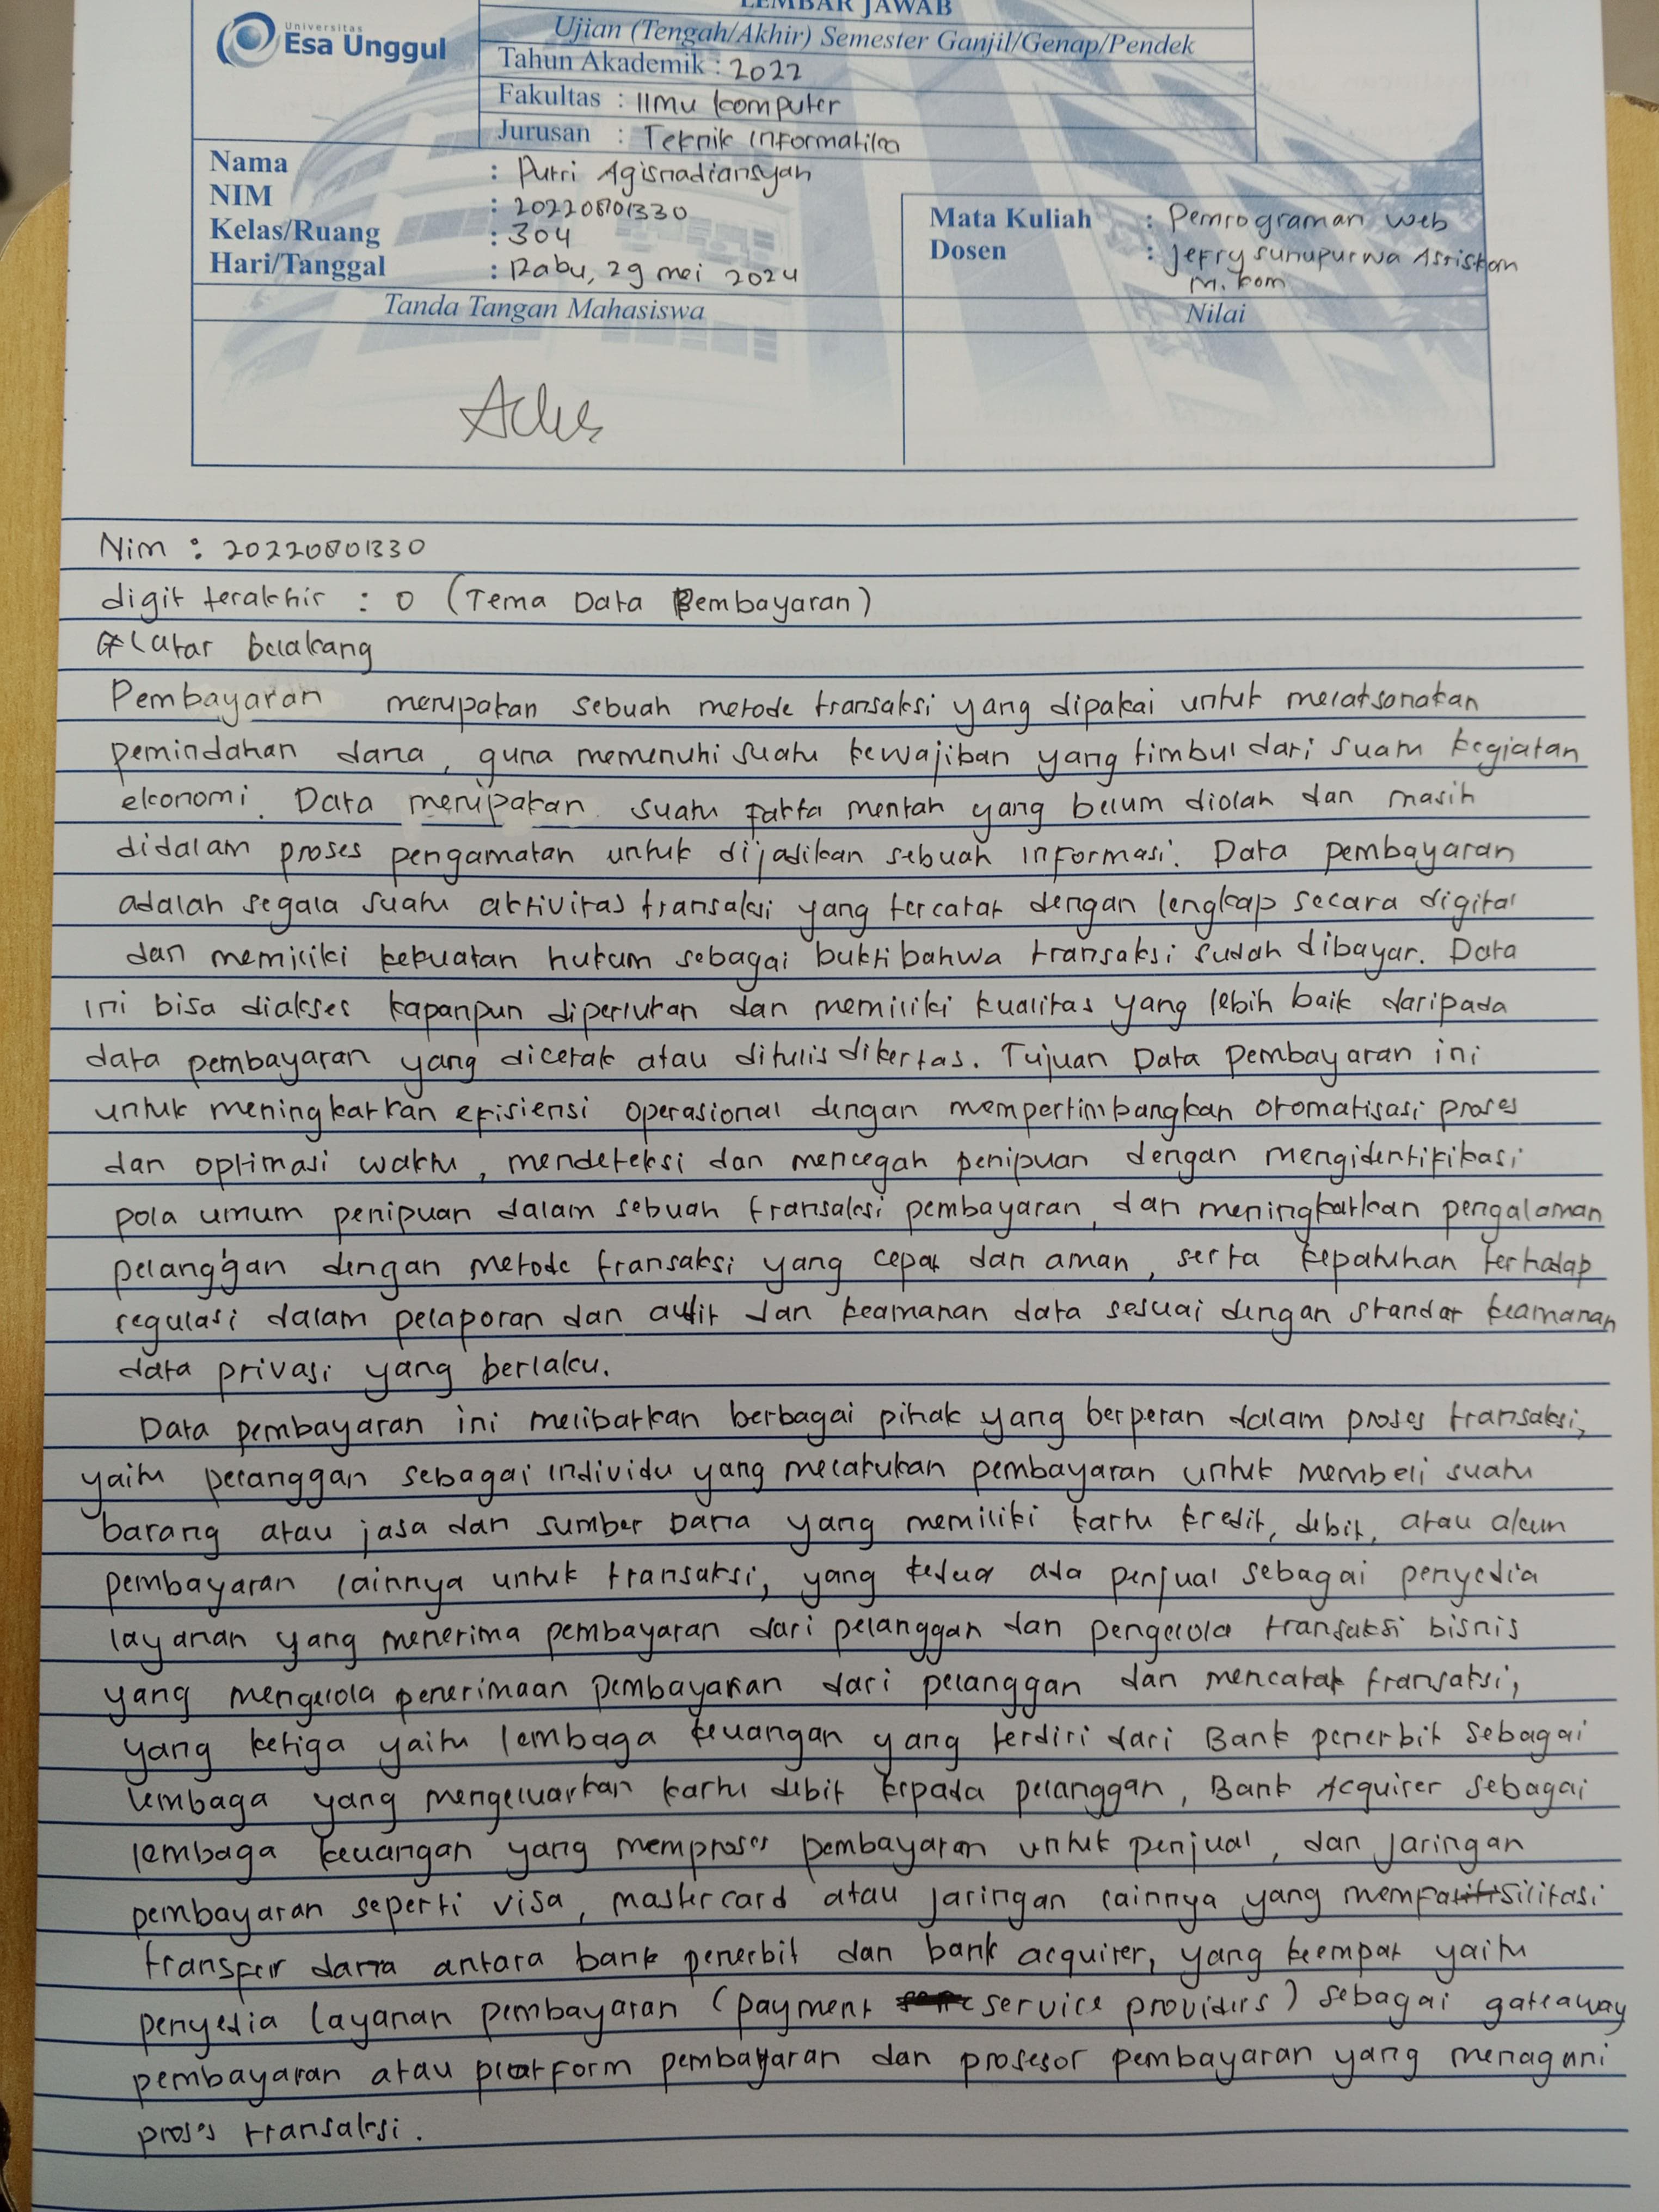 LEMBAR JAWAB
Universitas
Esa Unggul
Ujian (Tengah/Akhir) Semester Ganjil/Genap/Pendek
Tahun Akademik : 2022
Fakultas : Ilmu komputer
Jurusan : Teknik Informatika
Nama : Putri Agisnadiansyah
NIM : 20220801330
Kelas/Ruang : 304
Hari/Tanggal : Rabu, 29 mei 2024
Mata Kuliah : Pemrograman web
Dosen : Jefry sunupurwa Asri
M. kom
Tanda Tangan Mahasiswa
Nilai
Nim : 20220801330
digit terakhir : 0 (Tema Data Pembayaran)
* Latar belakang
Pembayaran merupakan sebuah metode transaksi yang dipakai untuk melaksanakan
pemindahan dana, guna memenuhi suatu kewajiban yang timbul dari suatu kegiatan
ekonomi. Data merupakan suatu fakta mentah yang belum diolah dan masih
didalam proses pengamatan untuk dijadikan sebuah informasi. Data pembayaran
adalah segala suatu aktivitas transaksi yang tercatat dengan lengkap secara digital
dan memiliki kekuatan hukum sebagai bukti bahwa transaksi sudah dibayar. Data
ini bisa diakses kapanpun diperlukan dan memiliki kualitas yang lebih baik daripada
data pembayaran yang dicetak atau ditulis dikertas. Tujuan Data pembayaran ini
untuk meningkatkan efisiensi operasional dengan mempertimbangkan otomatisasi proses
dan optimasi waktu, mendeteksi dan mencegah penipuan dengan mengidentifikasi
pola umum penipuan dalam sebuah transaksi pembayaran, dan meningkatkan pengalaman
pelanggan dengan metode transaksi yang cepat dan aman, serta kepatuhan terhadap
regulasi dalam pelaporan dan audit dan keamanan data sesuai dengan standar keamanan
data privasi yang berlaku.
Data pembayaran ini melibatkan berbagai pihak yang berperan dalam proses transaksi,
yaitu pelanggan sebagai individu yang melakukan pembayaran untuk membeli suatu
barang atau jasa dan sumber Dana yang memiliki kartu kredit, debit, atau akun
pembayaran lainnya untuk transaksi, yang kedua ada penjual sebagai penyedia
layanan yang menerima pembayaran dari pelanggan dan pengelola transaksi bisnis
yang mengelola penerimaan pembayaran dari pelanggan dan mencatat transaksi,
yang ketiga yaitu lembaga keuangan yang terdiri dari Bank penerbit sebagai
lembaga yang mengeluarkan kartu debit kepada pelanggan, Bank Acquirer sebagai
lembaga keuangan yang memproses pembayaran untuk penjual, dan jaringan
pembayaran seperti visa, mastercard atau jaringan lainnya yang memfasilitasi
transfer dana antara bank penerbit dan bank acquirer, yang keempat yaitu
penyedia layanan pembayaran (payment service providers) sebagai gateaway
pembayaran atau platform pembayaran dan prosesor pembayaran yang menagani
proses transaksi.